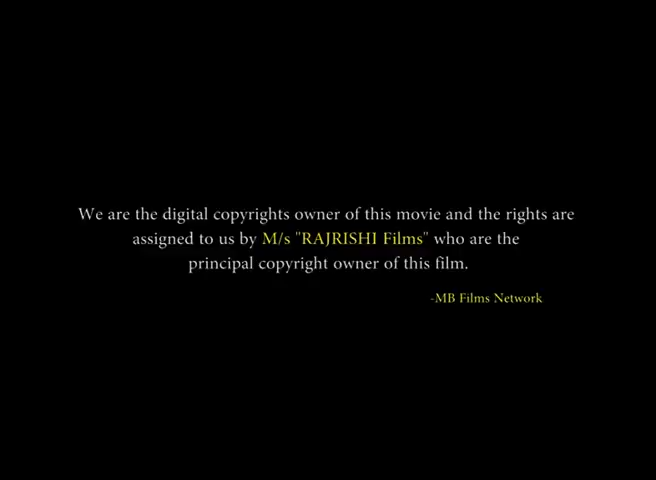 We are the digital copyrights owner of this movie and the rights are
assigned to us by M/s "RAJRISHI Films" who are the
principal copyright owner of this film.
-MB Films Network